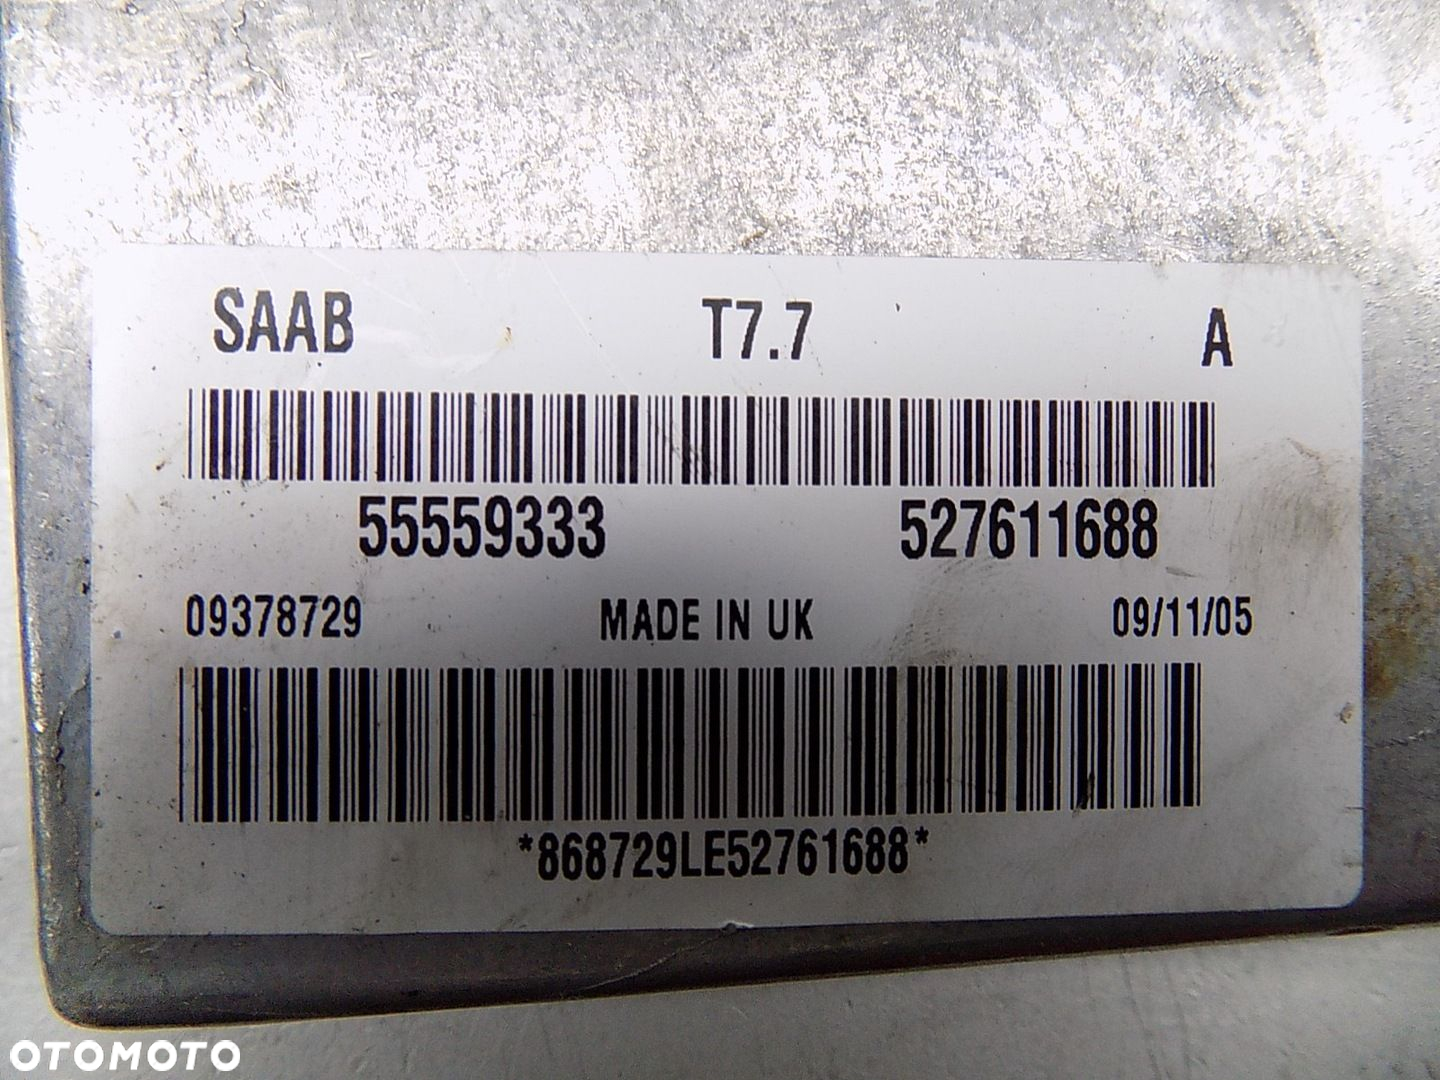 SAAB T7.7 A
55559333 527611688
09378729 MADE IN UK 09/11/05
*868729LE52761688*
OTOMOTO